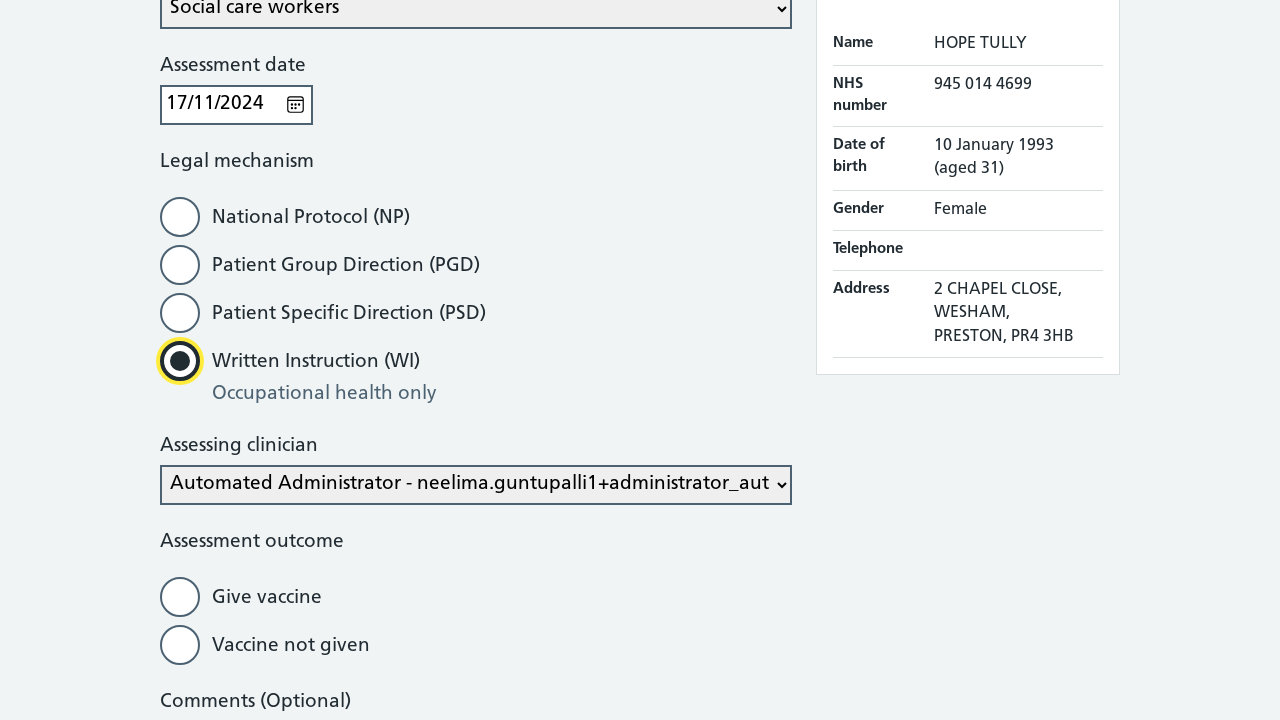 Social care workers
Assessment date
17/11/2024
Legal mechanism
National Protocol (NP)
Patient Group Direction (PGD)
Patient Specific Direction (PSD)
Written Instruction (WI)
Occupational health only
Assessing clinician
Automated Administrator - neelima.guntupalli1+administrator_aut
Assessment outcome
Give vaccine
Vaccine not given
Comments (Optional)
Name HOPE TULLY
NHS number 945 014 4699
Date of birth 10 January 1993 (aged 31)
Gender Female
Telephone
Address 2 CHAPEL CLOSE,
WESHAM,
PRESTON, PR4 3HB